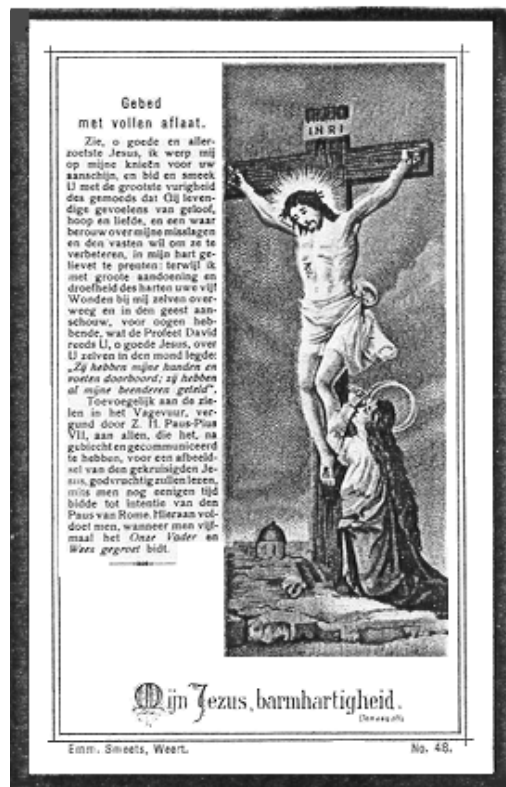 Gebed
met vollen aflaat.
Zie, o goede en aller-
zoetste Jesus, ik werp mij
op mijne knieën voor uw
aanschijn, en bid en smeek
U met de grootste vurigheid
des gemoeds dat Gij leven-
dige gevoelens van geloof,
hoop en liefde, en een waar
berouw over mijne misslagen
en den vasten wil om ze te
verbeteren, in mijn hart ge-
lievet te prenten: terwijl ik
met groote aandoening en
droefheid des harten uwe vijf
Wonden bij mij zelven over-
weeg en in den geest aan-
schouw, voor oogen heb-
bende, wat de Profeet David
reeds U, o goede Jesus, over
U zelven in den mond legde:
„Zij hebben mijne handen en
voeten doorboord; zij hebben
al mijne beenderen geteld".
Toevoegelijk aan de zie-
len in het Vagevuur, ver-
gund door Z. H. Paus-Pius
VII, aan allen, die het, na
gebiecht en gecommuniceerd
te hebben, voor een afbeeld-
sel van den gekruisigden Je-
sus, godvruchtig zullen lezen,
mits men nog eenigen tijd
bidde tot intentie van den
Paus van Rome. Hieraan vol-
doet men, wanneer men vijf-
maal het Onze Vader en
Wees gegroet bidt.
INRI
Mijn Jezus, barmhartigheid.
Emm. Smeets, Weert.
No. 48.